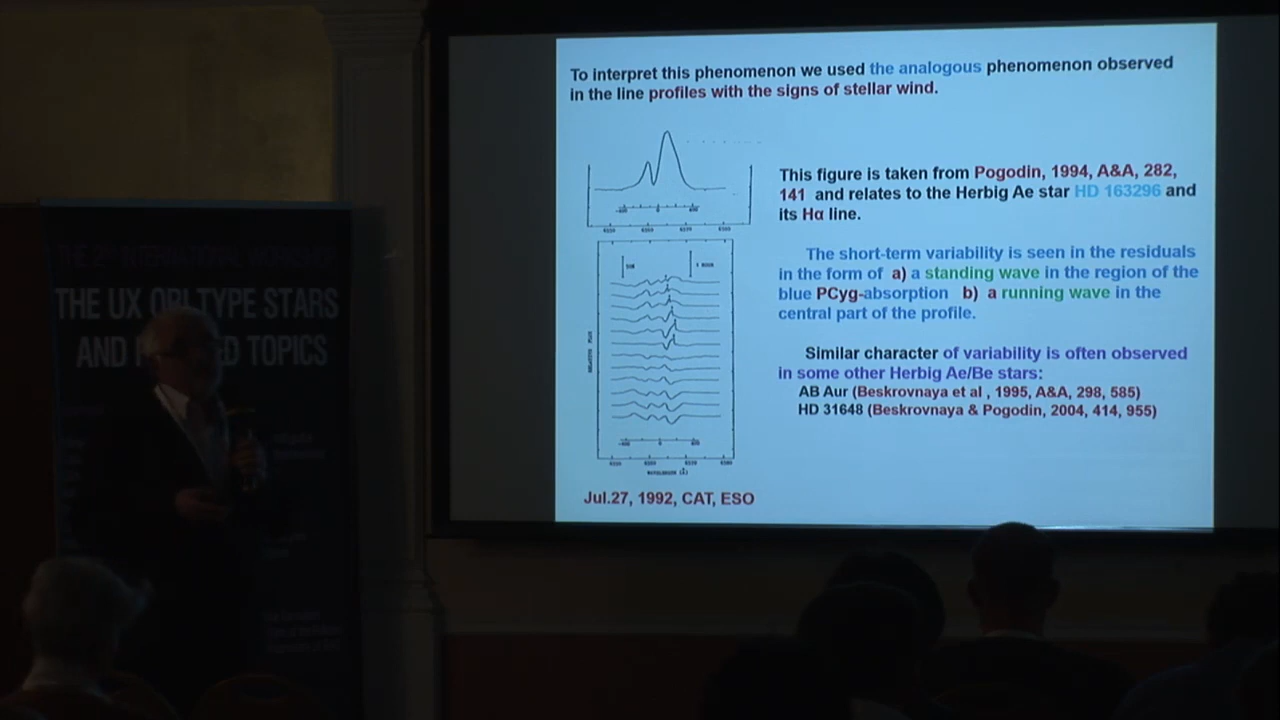 THE 2nd INTERNATIONAL WORKSHOP
THE UX ORI TYPE STARS
AND TOPICS
To interpret this phenomenon we used the analogous phenomenon observed
in the line profiles with the signs of stellar wind.
This figure is taken from Pogodin, 1994, A&A, 282,
141 and relates to the Herbig Ae star HD 163296 and
its Hα line.
The short-term variability is seen in the residuals
in the form of a) a standing wave in the region of the
blue PCyg-absorption b) a running wave in the
central part of the profile.
Similar character of variability is often observed
in some other Herbig Ae/Be stars:
AB Aur (Beskrovnaya et al , 1995, A&A, 298, 585)
HD 31648 (Beskrovnaya & Pogodin, 2004, 414, 955)
Jul.27, 1992, CAT, ESO